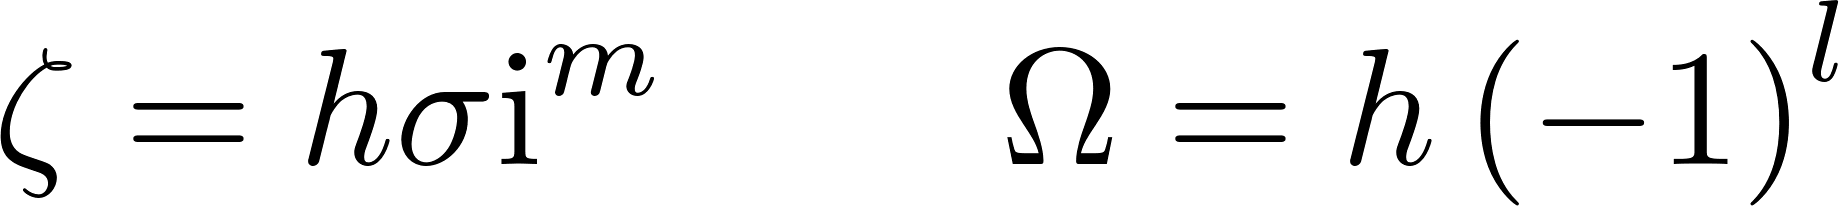 ζ = hσi^m Ω = h (−1)^l